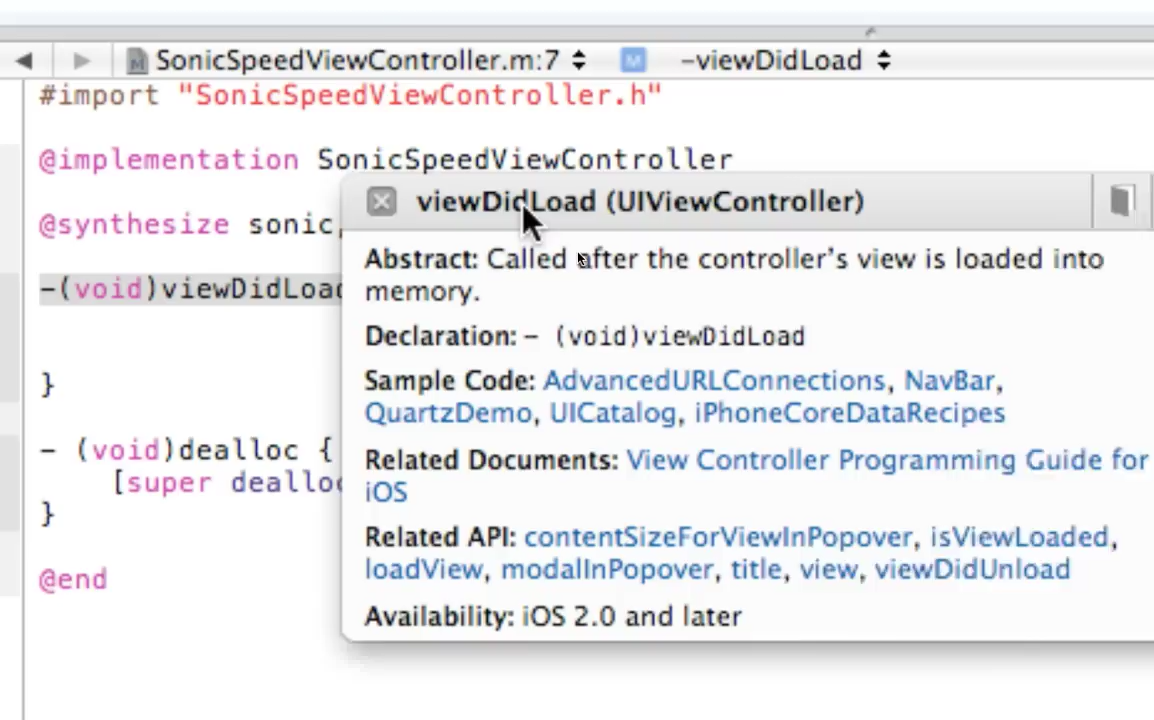 SonicSpeedViewController.m:7 -viewDidLoad
#import "SonicSpeedViewController.h"
@implementation SonicSpeedViewController
@synthesize sonic,
-(void)viewDidLoad
}
- (void)dealloc {
[super dealloc
}
@end
viewDidLoad (UIViewController)
Abstract: Called after the controller's view is loaded into
memory.
Declaration: - (void)viewDidLoad
Sample Code: AdvancedURLConnections, NavBar,
QuartzDemo, UICatalog, iPhoneCoreDataRecipes
Related Documents: View Controller Programming Guide for
iOS
Related API: contentSizeForViewInPopover, isViewLoaded,
loadView, modalInPopover, title, view, viewDidUnload
Availability: iOS 2.0 and later